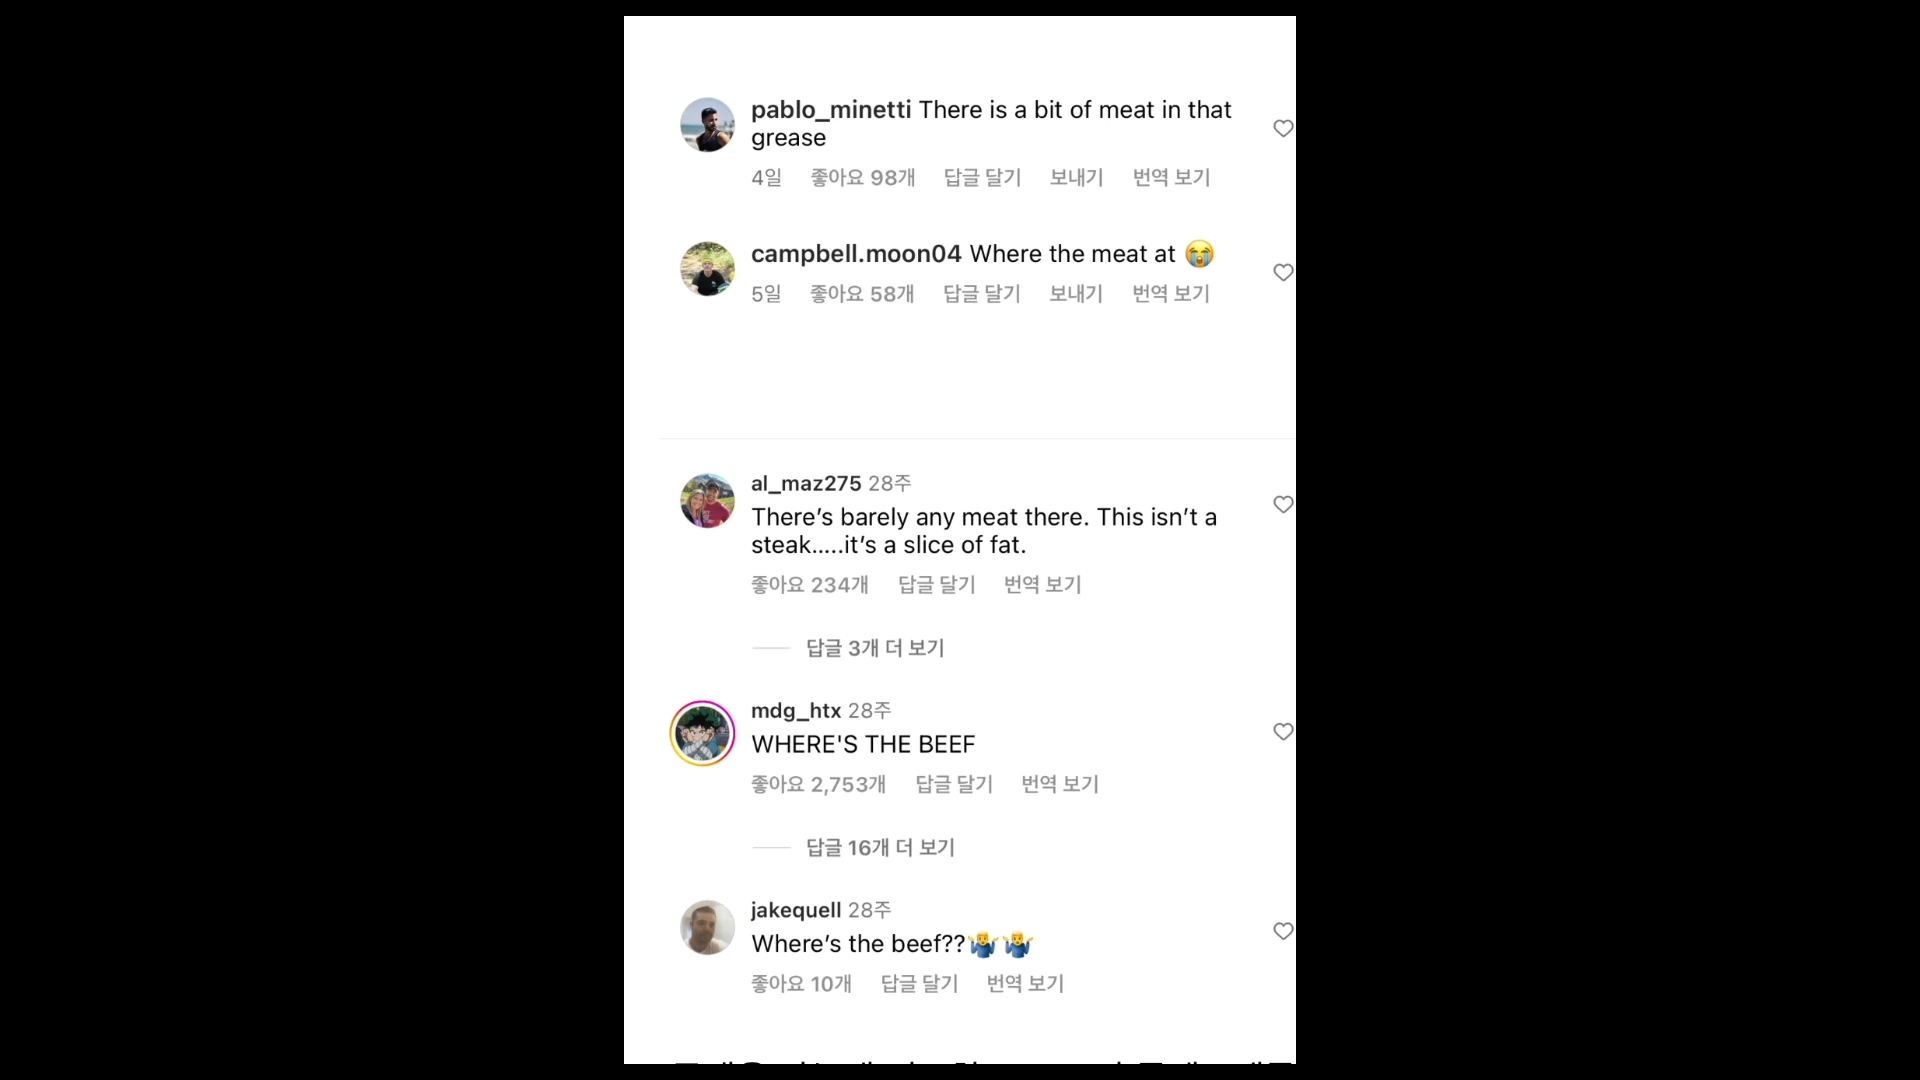 pablo_minetti There is a bit of meat in that
grease
4일 좋아요 98개 답글 달기 보내기 번역 보기
campbell.moon04 Where the meat at 😭
5일 좋아요 58개 답글 달기 보내기 번역 보기
al_maz275 28주
There’s barely any meat there. This isn’t a
steak.....it’s a slice of fat.
좋아요 234개 답글 달기 번역 보기
답글 3개 더 보기
mdg_htx 28주
WHERE'S THE BEEF
좋아요 2,753개 답글 달기 번역 보기
답글 16개 더 보기
jakequell 28주
Where’s the beef??🤷‍♂️🤷‍♂️
좋아요 10개 답글 달기 번역 보기